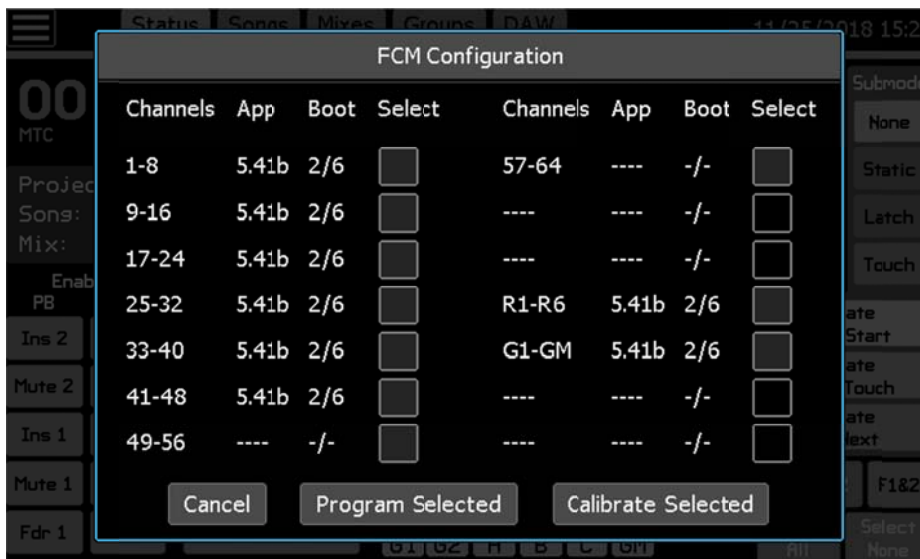 Status Songs Mixes Groups DAW
FCM Configuration
Channels App Boot Select Channels App Boot Select
1-8 5.41b 2/6 57-64 ---- -/-
9-16 5.41b 2/6 ---- ---- -/-
17-24 5.41b 2/6 ---- ---- -/-
25-32 5.41b 2/6 R1-R6 5.41b 2/6
33-40 5.41b 2/6 G1-GM 5.41b 2/6
41-48 5.41b 2/6 ---- ---- -/-
49-56 ---- -/- ---- ---- -/-
Cancel Program Selected Calibrate Selected
00
MTC
Projec
Song:
Mix:
Enab
PB
Ins 2
Mute 2
Ins 1
Mute 1
Fdr 1
Submode
None
Static
Latch
Touch
ate
Start
ate
Touch
ate
Next
F1&2
Select
None
All
G1 G2 A B C GM